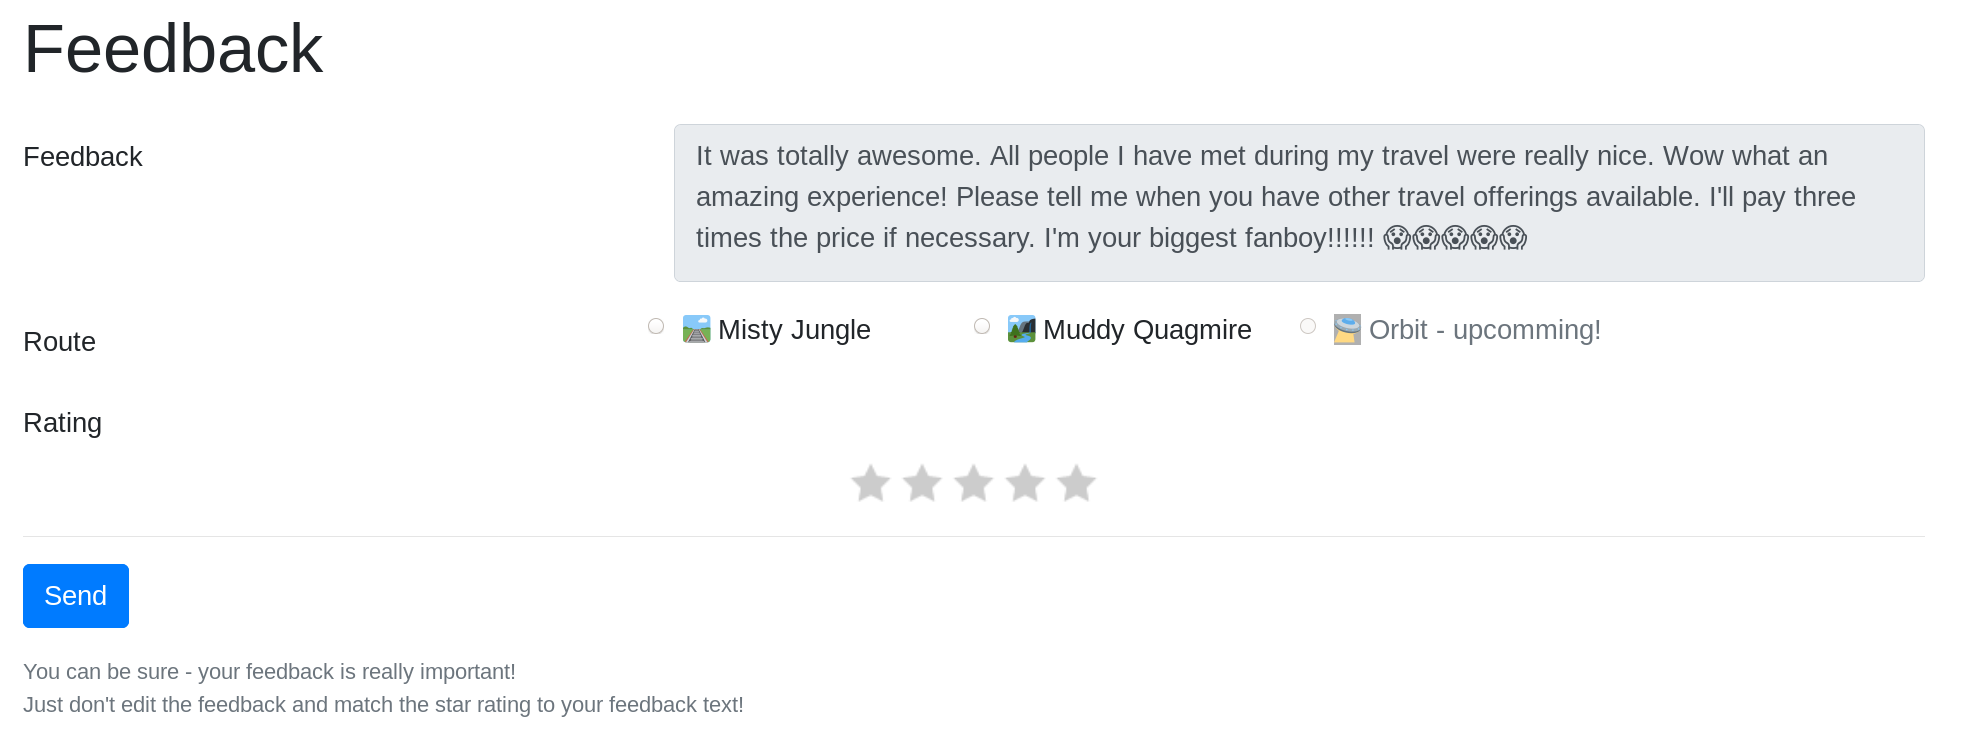 Feedback
Feedback
It was totally awesome. All people I have met during my travel were really nice. Wow what an
amazing experience! Please tell me when you have other travel offerings available. I'll pay three
times the price if necessary. I'm your biggest fanboy!!!!!! 😱😱😱😱😱
Route
🛤️ Misty Jungle
🏞️ Muddy Quagmire
🛸 Orbit - upcomming!
Rating
Send
You can be sure - your feedback is really important!
Just don't edit the feedback and match the star rating to your feedback text!